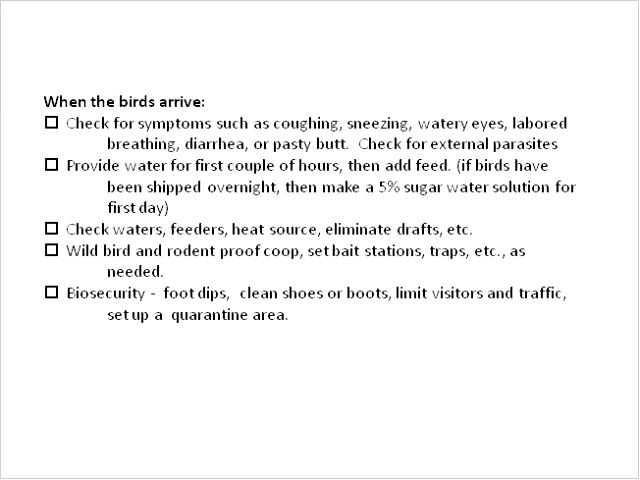 When the birds arrive:
☐ Check for symptoms such as coughing, sneezing, watery eyes, labored
breathing, diarrhea, or pasty butt.  Check for external parasites
☐ Provide water for first couple of hours, then add feed. (if birds have
been shipped overnight, then make a 5% sugar water solution for
first day)
☐ Check waters, feeders, heat source, eliminate drafts, etc.
☐ Wild bird and rodent proof coop, set bait stations, traps, etc., as
needed.
☐ Biosecurity -  foot dips,  clean shoes or boots, limit visitors and traffic,
set up a  quarantine area.